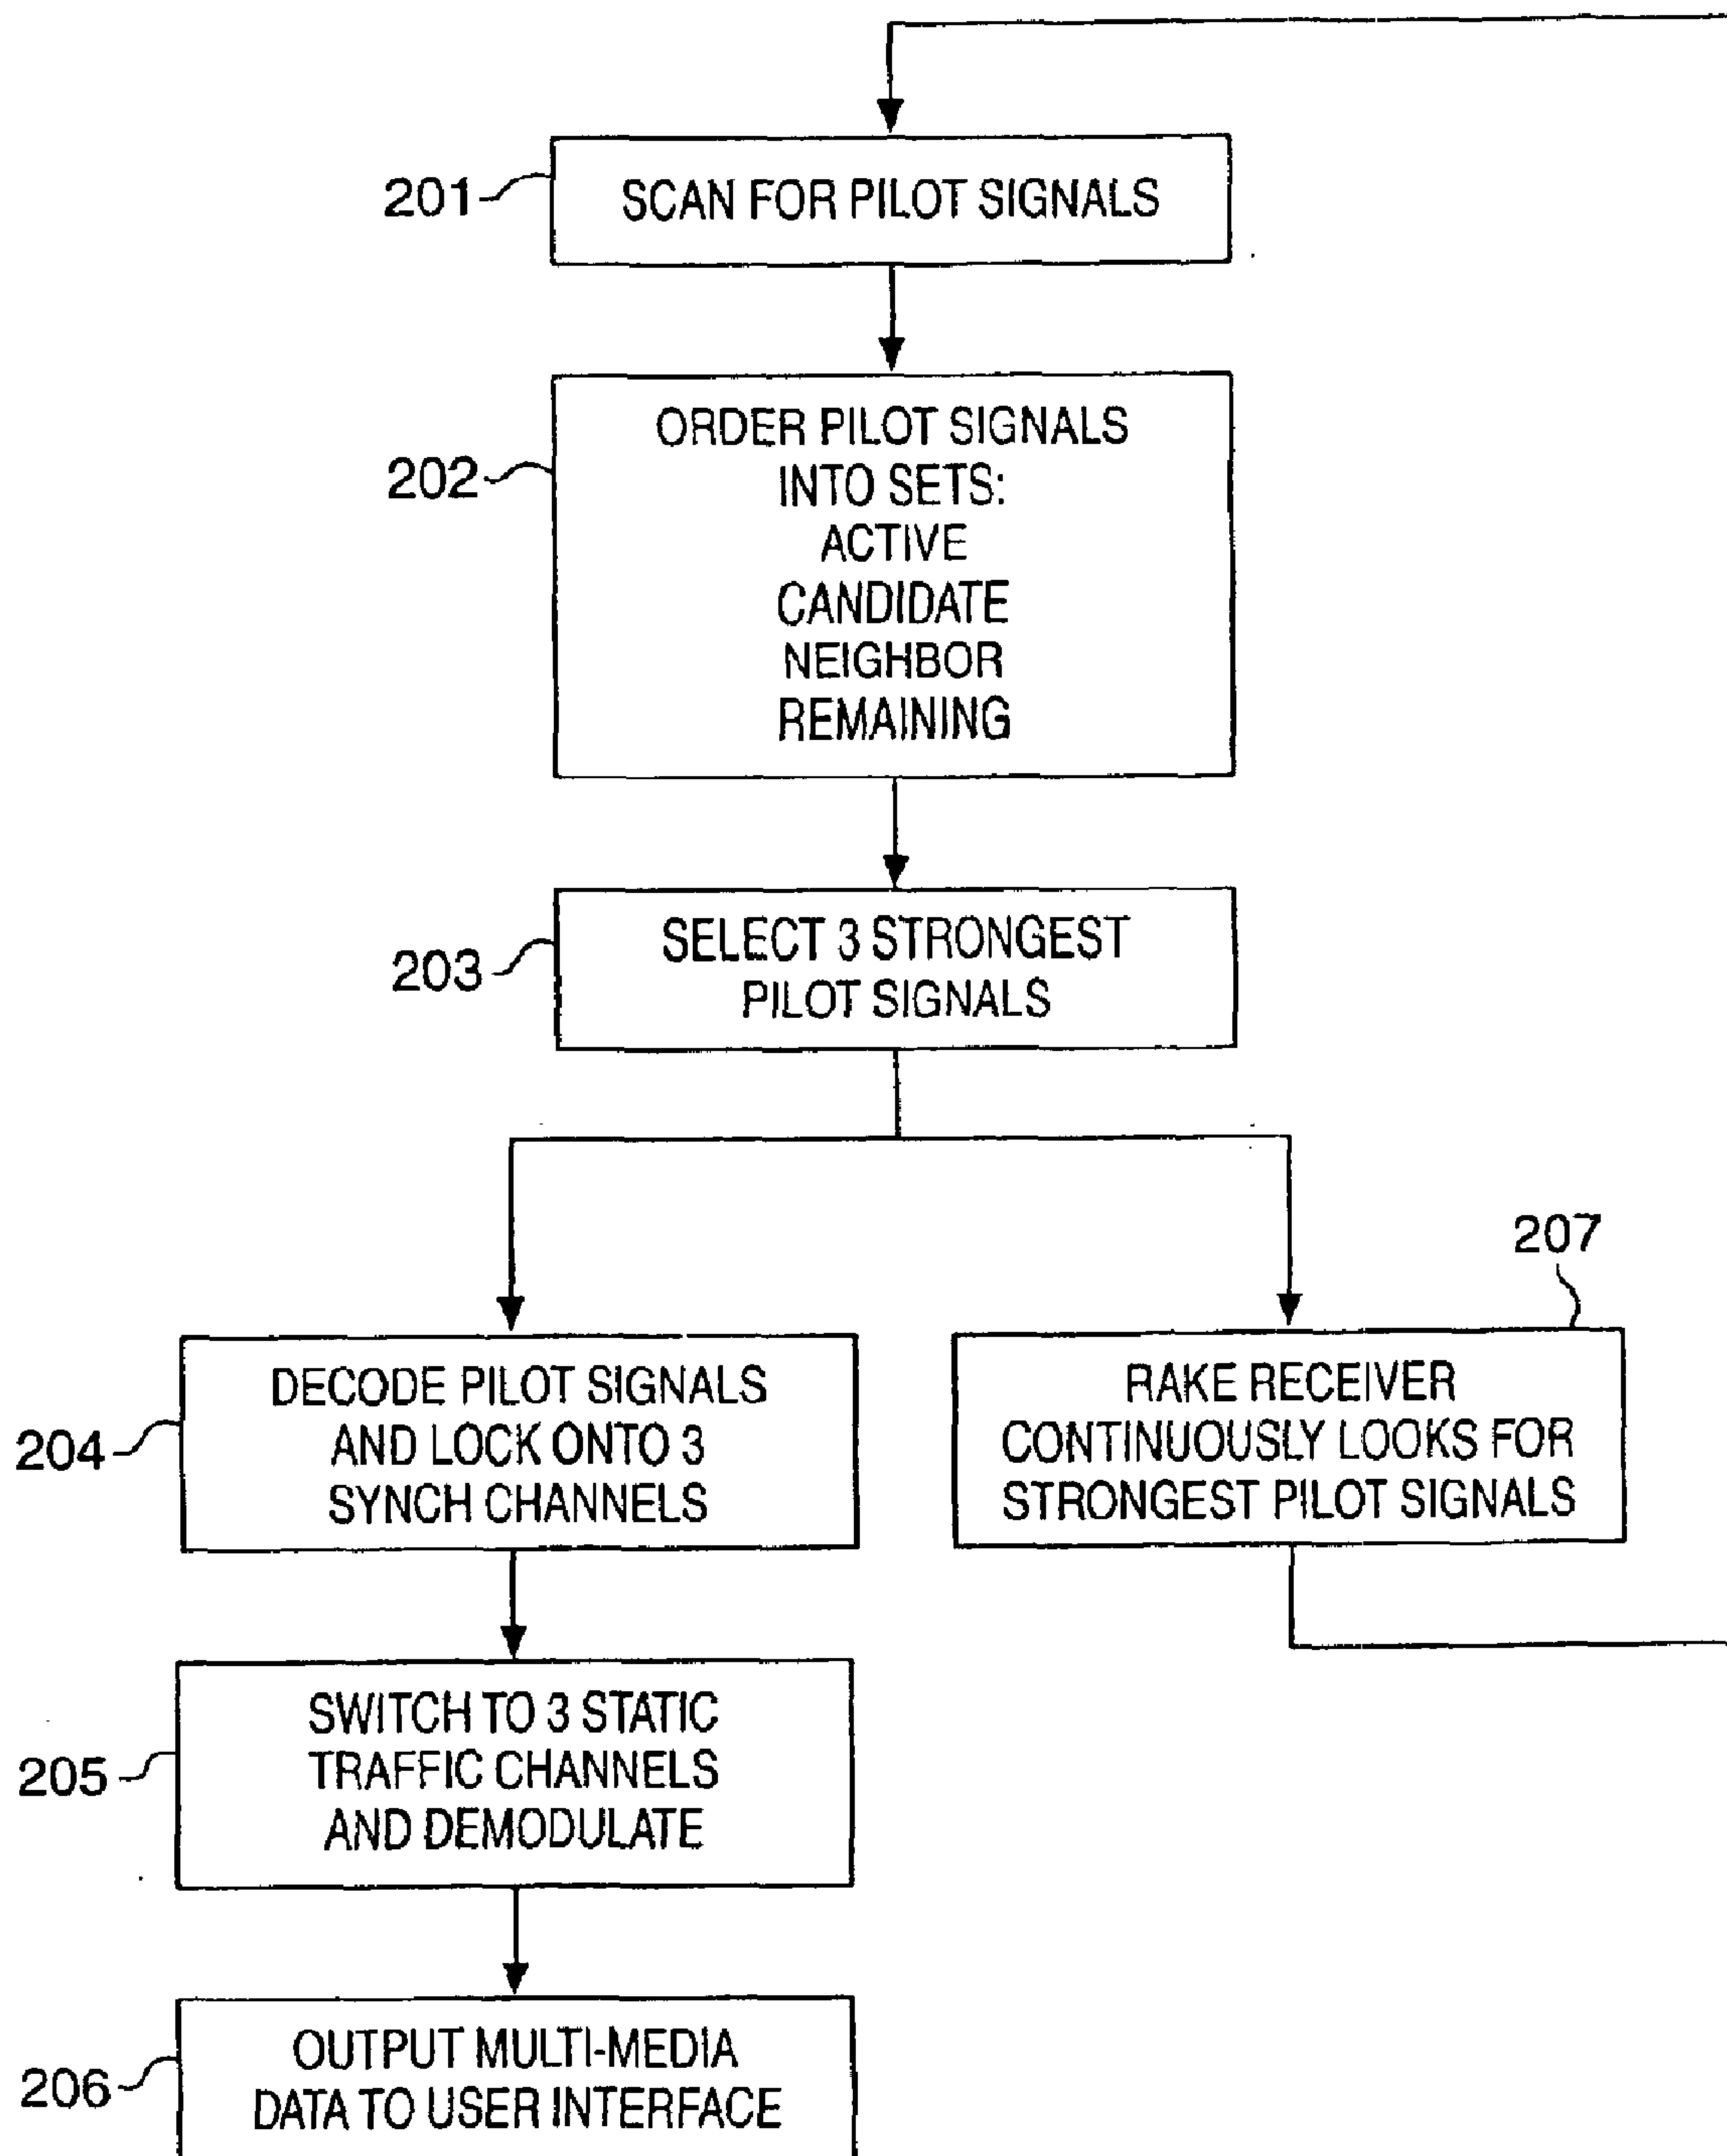 201
SCAN FOR PILOT SIGNALS
202
ORDER PILOT SIGNALS
INTO SETS:
ACTIVE
CANDIDATE
NEIGHBOR
REMAINING
203
SELECT 3 STRONGEST
PILOT SIGNALS
204
DECODE PILOT SIGNALS
AND LOCK ONTO 3
SYNCH CHANNELS
207
RAKE RECEIVER
CONTINUOUSLY LOOKS FOR
STRONGEST PILOT SIGNALS
205
SWITCH TO 3 STATIC
TRAFFIC CHANNELS
AND DEMODULATE
206
OUTPUT MULTI-MEDIA
DATA TO USER INTERFACE